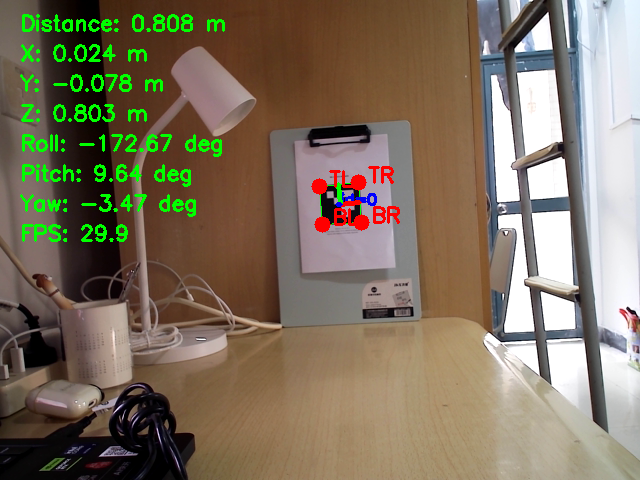 Distance: 0.808 m
X: 0.024 m
Y: -0.078 m
Z: 0.803 m
Roll: -172.67 deg
Pitch: 9.64 deg
Yaw: -3.47 deg
FPS: 29.9
TL
TR
0
BL
BR